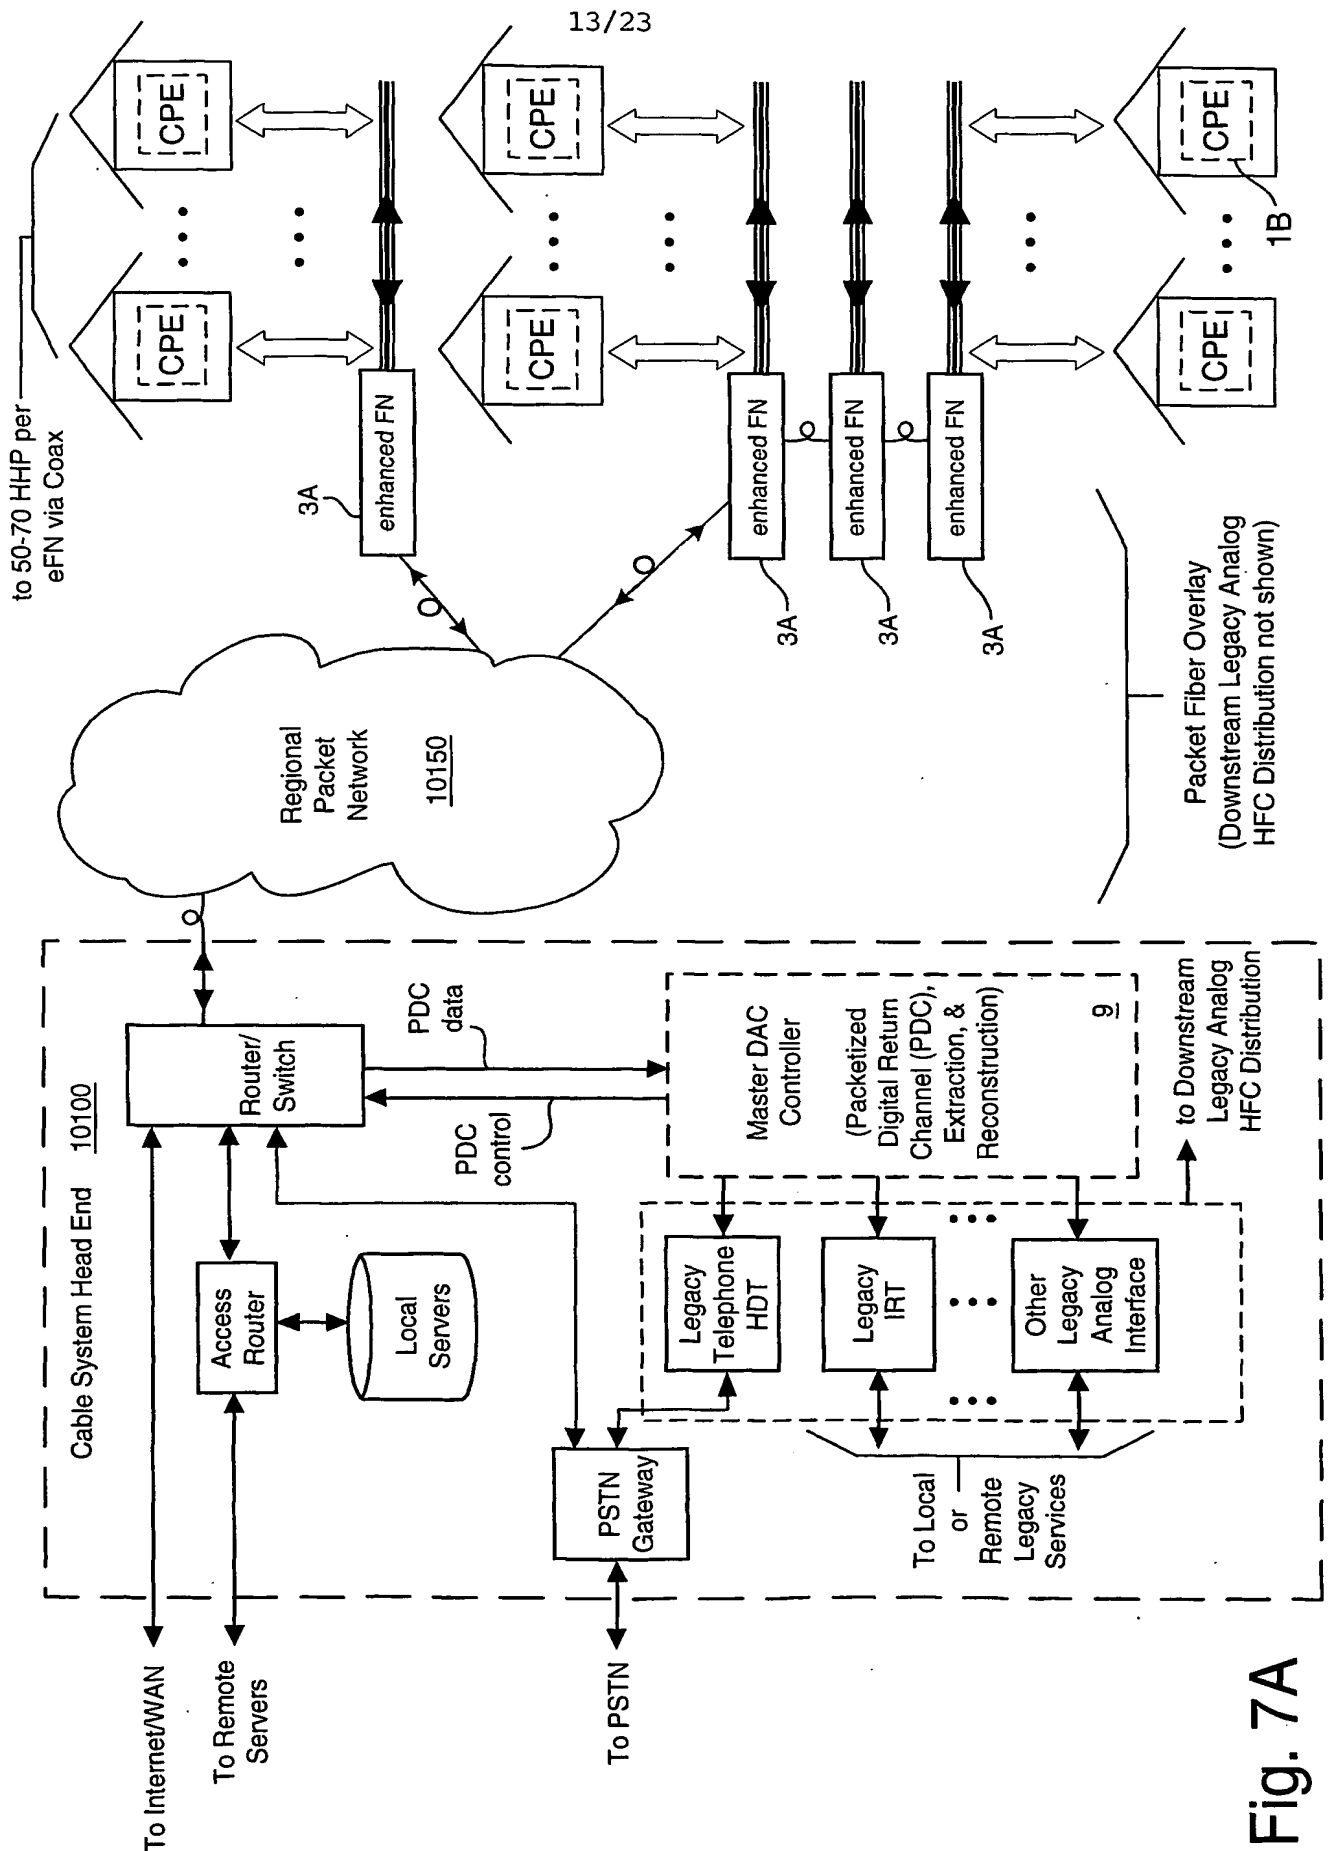 13/23
to 50-70 HHP per
eFN via Coax
CPE
CPE
CPE
CPE
CPE
CPE
1B
enhanced FN
3A
enhanced FN
enhanced FN
enhanced FN
3A
3A
3A
Regional
Packet
Network
10150
Packet Fiber Overlay
(Downstream Legacy Analog
HFC Distribution not shown)
Cable System Head End 10100
Router/
Switch
PDC
data
PDC
control
Access
Router
Local
Servers
Master DAC
Controller
(Packetized
Digital Return
Channel (PDC),
Extraction, &
Reconstruction)
9
Legacy
Telephone
HDT
Legacy
IRT
Other
Legacy
Analog
Interface
to Downstream
Legacy Analog
HFC Distribution
PSTN
Gateway
To Local
or
Remote
Legacy
Services
To Internet/WAN
To Remote
Servers
To PSTN
Fig. 7A